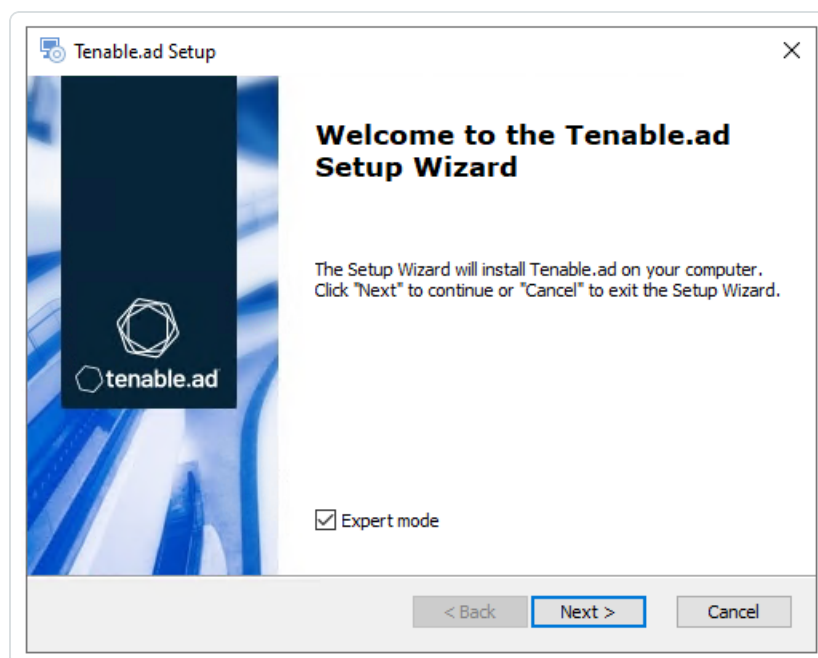 Tenable.ad Setup
Welcome to the Tenable.ad
Setup Wizard
The Setup Wizard will install Tenable.ad on your computer.
Click "Next" to continue or "Cancel" to exit the Setup Wizard.
tenable.ad
Expert mode
< Back
Next >
Cancel